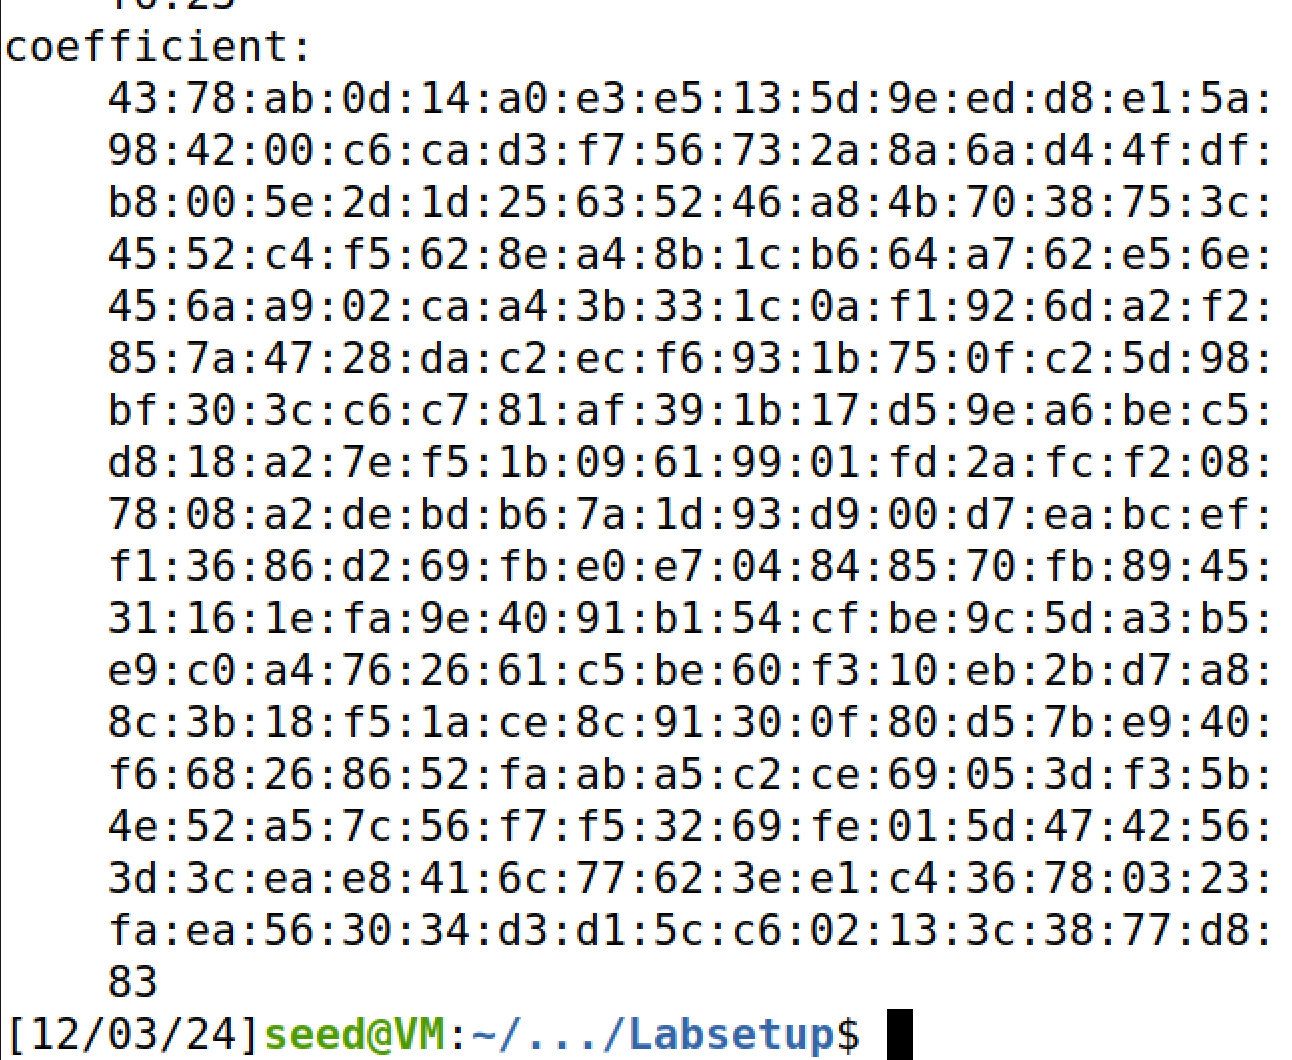 coefficient:
43:78:ab:0d:14:a0:e3:e5:13:5d:9e:ed:d8:e1:5a:
98:42:00:c6:ca:d3:f7:56:73:2a:8a:6a:d4:4f:df:
b8:00:5e:2d:1d:25:63:52:46:a8:4b:70:38:75:3c:
45:52:c4:f5:62:8e:a4:8b:1c:b6:64:a7:62:e5:6e:
45:6a:a9:02:ca:a4:3b:33:1c:0a:f1:92:6d:a2:f2:
85:7a:47:28:da:c2:ec:f6:93:1b:75:0f:c2:5d:98:
bf:30:3c:c6:c7:81:af:39:1b:17:d5:9e:a6:be:c5:
d8:18:a2:7e:f5:1b:09:61:99:01:fd:2a:fc:f2:08:
78:08:a2:de:bd:b6:7a:1d:93:d9:00:d7:ea:bc:ef:
f1:36:86:d2:69:fb:e0:e7:04:84:85:70:fb:89:45:
31:16:1e:fa:9e:40:91:b1:54:cf:be:9c:5d:a3:b5:
e9:c0:a4:76:26:61:c5:be:60:f3:10:eb:2b:d7:a8:
8c:3b:18:f5:1a:ce:8c:91:30:0f:80:d5:7b:e9:40:
f6:68:26:86:52:fa:ab:a5:c2:ce:69:05:3d:f3:5b:
4e:52:a5:7c:56:f7:f5:32:69:fe:01:5d:47:42:56:
3d:3c:ea:e8:41:6c:77:62:3e:e1:c4:36:78:03:23:
fa:ea:56:30:34:d3:d1:5c:c6:02:13:3c:38:77:d8:
83
[12/03/24]seed@VM:~/.../Labsetup$